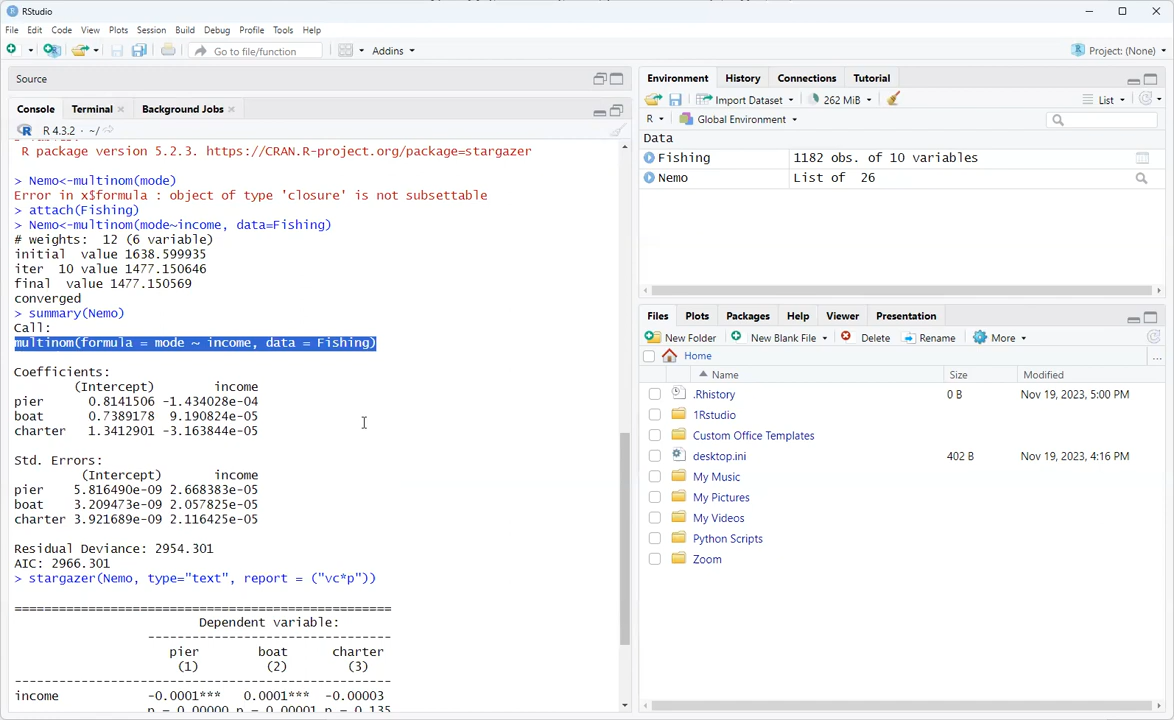 RStudio
File Edit Code View Plots Session Build Debug Profile Tools Help
Go to file/function Addins Project: (None)
Source
Console Terminal Background Jobs
R 4.3.2 · ~/
R package version 5.2.3. https://CRAN.R-project.org/package=stargazer
> Nemo<-multinom(mode)
Error in x$formula : object of type 'closure' is not subsettable
> attach(Fishing)
> Nemo<-multinom(mode~income, data=Fishing)
# weights:  12 (6 variable)
initial  value 1638.599935
iter  10 value 1477.150646
final  value 1477.150569
converged
> summary(Nemo)
Call:
multinom(formula = mode ~ income, data = Fishing)
Coefficients:
(Intercept) income
pier 0.8141506 -1.434028e-04
boat 0.7389178 9.190824e-05
charter 1.3412901 -3.163844e-05
Std. Errors:
(Intercept) income
pier 5.816490e-09 2.668383e-05
boat 3.209473e-09 2.057825e-05
charter 3.921689e-09 2.116425e-05
Residual Deviance: 2954.301
AIC: 2966.301
> stargazer(Nemo, type="text", report = ("vc*p"))
====================================================
Dependent variable:
---------------------------------
pier boat charter
(1) (2) (3)
----------------------------------------------------
income -0.0001*** 0.0001*** -0.00003
p = 0.00000 p = 0.00001 p = 0.135
Environment History Connections Tutorial
Import Dataset 262 MiB List
R Global Environment
Data
Fishing 1182 obs. of 10 variables
Nemo List of 26
Files Plots Packages Help Viewer Presentation
New Folder New Blank File Delete Rename More
Home ...
Name Size Modified
.Rhistory 0 B Nov 19, 2023, 5:00 PM
1Rstudio
Custom Office Templates
desktop.ini 402 B Nov 19, 2023, 4:16 PM
My Music
My Pictures
My Videos
Python Scripts
Zoom